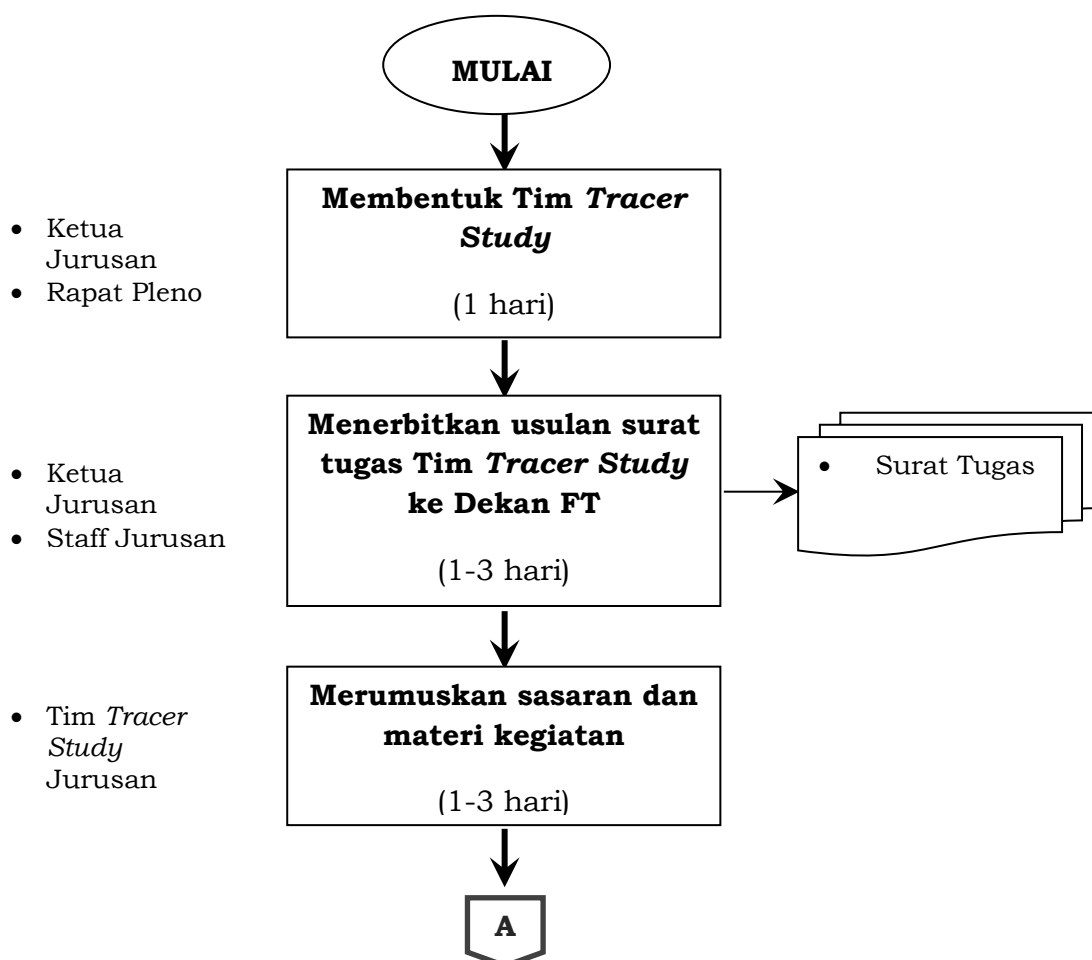 MULAI
• Ketua
Jurusan
• Rapat Pleno
Membentuk Tim Tracer
Study
(1 hari)
• Ketua
Jurusan
• Staff Jurusan
Menerbitkan usulan surat
tugas Tim Tracer Study
ke Dekan FT
(1-3 hari)
• Surat Tugas
• Tim Tracer
Study
Jurusan
Merumuskan sasaran dan
materi kegiatan
(1-3 hari)
A